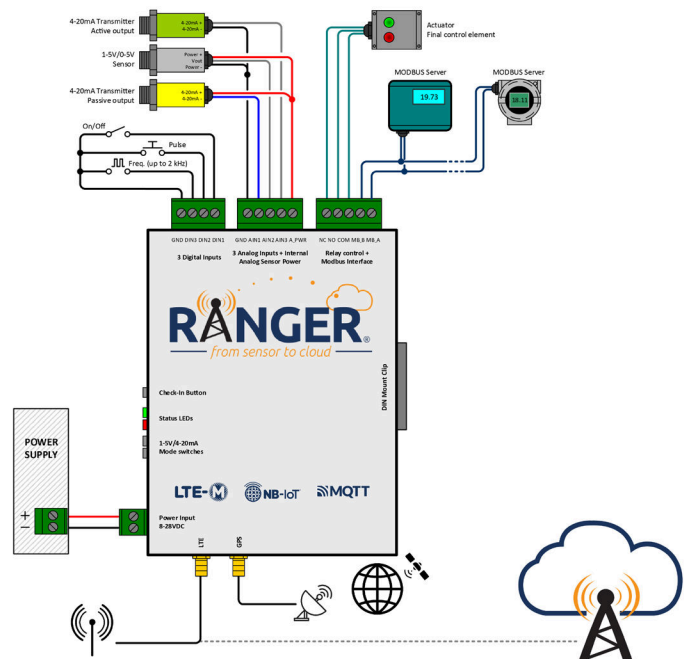 4-20mA Transmitter
Active output
4-20mA +
4-20mA -
1-5V/0-5V
Sensor
Power +
Vout
Power -
4-20mA Transmitter
Passive output
4-20mA +
4-20mA -
Actuator
Final control element
MODBUS Server
19.73
MODBUS Server
18.11
On/Off
Pulse
Freq. (up to 2 kHz)
GND DIN3 DIN2 DIN1
3 Digital Inputs
GND AIN1 AIN2 AIN3 A_PWR
3 Analog Inputs + Internal
Analog Sensor Power
NC NO COM MB_B MB_A
Relay control +
Modbus Interface
RANGER®
from sensor to cloud
DIN Mount Clip
Check-In Button
Status LEDs
1-5V/4-20mA
Mode switches
POWER
SUPPLY
+
−
LTE-M
NB-IoT
MQTT
Power Input
8-28VDC
LTE
GPS